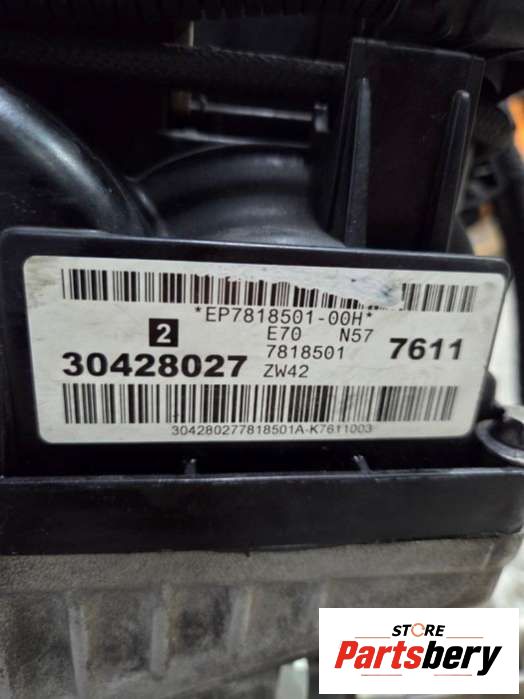 *EP7818501-00H*
2 E70 N57
30428027 7818501 7611
ZW42
304280277818501A-K7611003
STORE
Partsbery